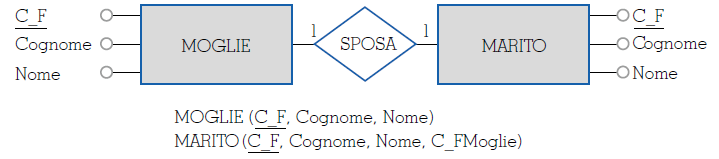 C_F
Cognome
Nome
MOGLIE
1
SPOSA
1
MARITO
C_F
Cognome
Nome
MOGLIE (C_F, Cognome, Nome)
MARITO (C_F, Cognome, Nome, C_FMoglie)